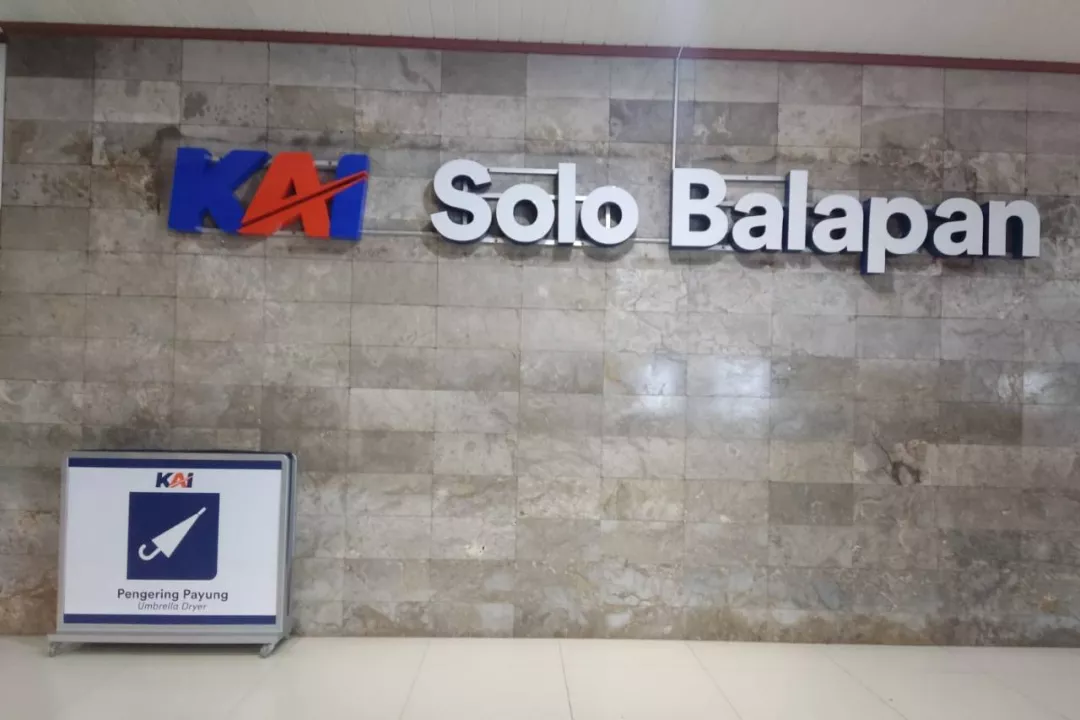 KAI Solo Balapan
KAI
Pengering Payung
Umbrella Dryer